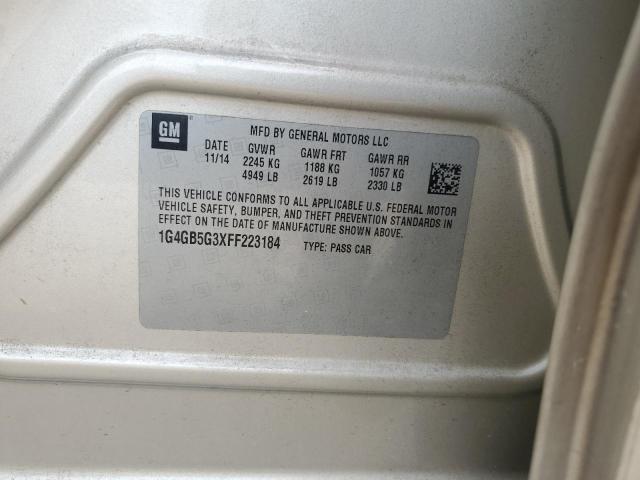 GM
MFD BY GENERAL MOTORS LLC
DATE GVWR GAWR FRT GAWR RR
11/14 2245 KG 1188 KG 1057 KG
4949 LB 2619 LB 2330 LB
THIS VEHICLE CONFORMS TO ALL APPLICABLE U.S. FEDERAL MOTOR
VEHICLE SAFETY, BUMPER, AND THEFT PREVENTION STANDARDS IN
EFFECT ON THE DATE OF MANUFACTURE SHOWN ABOVE.
1G4GB5G3XFF223184 TYPE: PASS CAR